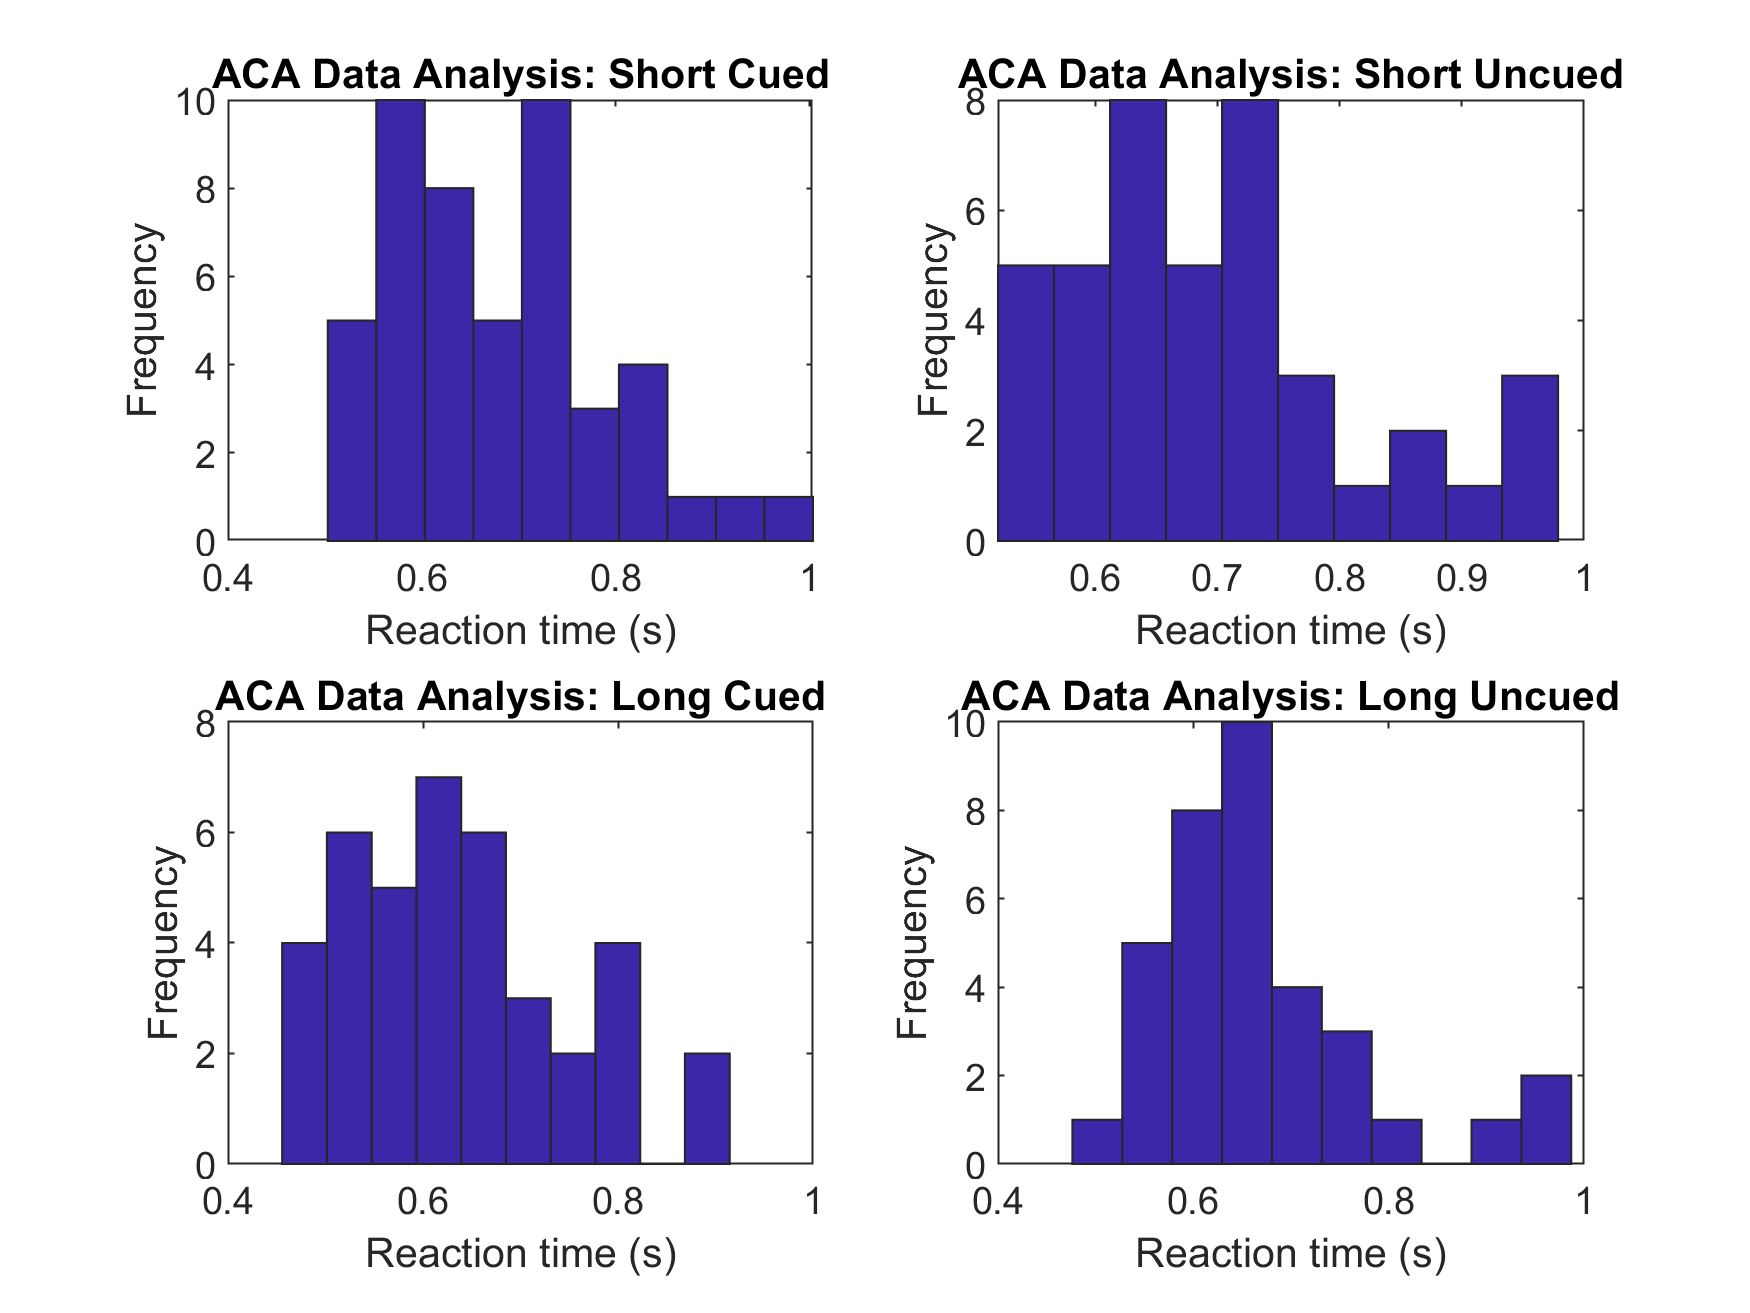 ACA Data Analysis: Short Cued
10
8
6
4
2
0
0.4 0.6 0.8 1
Frequency
Reaction time (s)
ACA Data Analysis: Short Uncued
8
6
4
2
0
0.6 0.7 0.8 0.9 1
Frequency
Reaction time (s)
ACA Data Analysis: Long Cued
8
6
4
2
0
0.4 0.6 0.8 1
Frequency
Reaction time (s)
ACA Data Analysis: Long Uncued
10
8
6
4
2
0
0.4 0.6 0.8 1
Frequency
Reaction time (s)